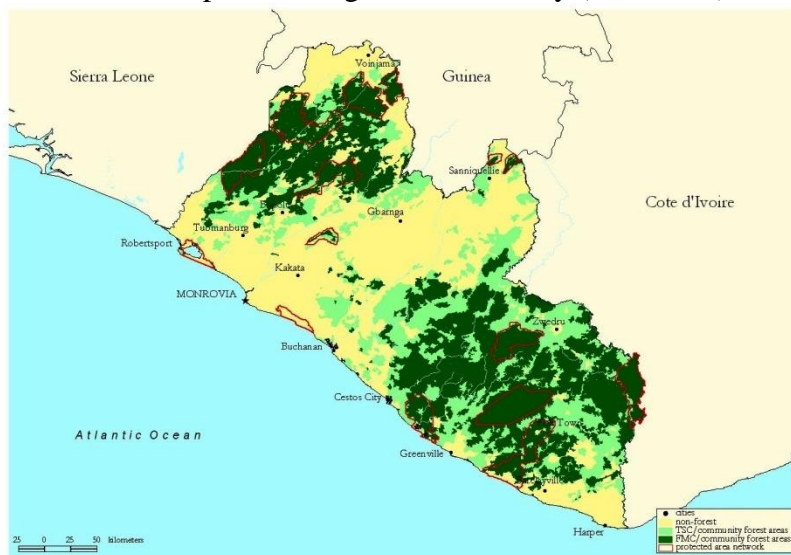 Voinjama
Sierra Leone
Guinea
Sanniquellie
Cote d'Ivoire
Gbarnga
Tubmanburg
Robertsport
Kakata
MONROVIA
Zwedru
Buchanan
Cestos City
Town
Atlantic Ocean
Greenville
Harper
cities
non-forest
TSC/community forest areas
FMC/community forest areas
protected area network
25 0 25 50 kilometers